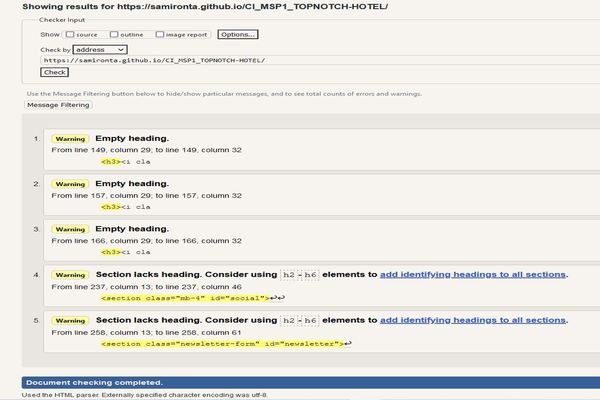 Showing results for https://samironta.github.io/CI_MSP1_TOPNOTCH-HOTEL/
Checker Input
Show source outline image report Options...
Check by address
https://samironta.github.io/CI_MSP1_TOPNOTCH-HOTEL/
Check
Use the Message Filtering button below to hide/show particular messages, and to see total counts of errors and warnings.
Message Filtering
1. Warning Empty heading.
From line 149, column 29; to line 149, column 32
<h3><i cla
2. Warning Empty heading.
From line 157, column 29; to line 157, column 32
<h3><i cla
3. Warning Empty heading.
From line 166, column 29; to line 166, column 32
<h3><i cla
4. Warning Section lacks heading. Consider using h2-h6 elements to add identifying headings to all sections.
From line 237, column 13; to line 237, column 46
<section class="mb-4" id="social">↩↩
5. Warning Section lacks heading. Consider using h2-h6 elements to add identifying headings to all sections.
From line 258, column 13; to line 258, column 61
<section class="newsletter-form" id="newsletter">↩
Document checking completed.
Used the HTML parser. Externally specified character encoding was utf-8.